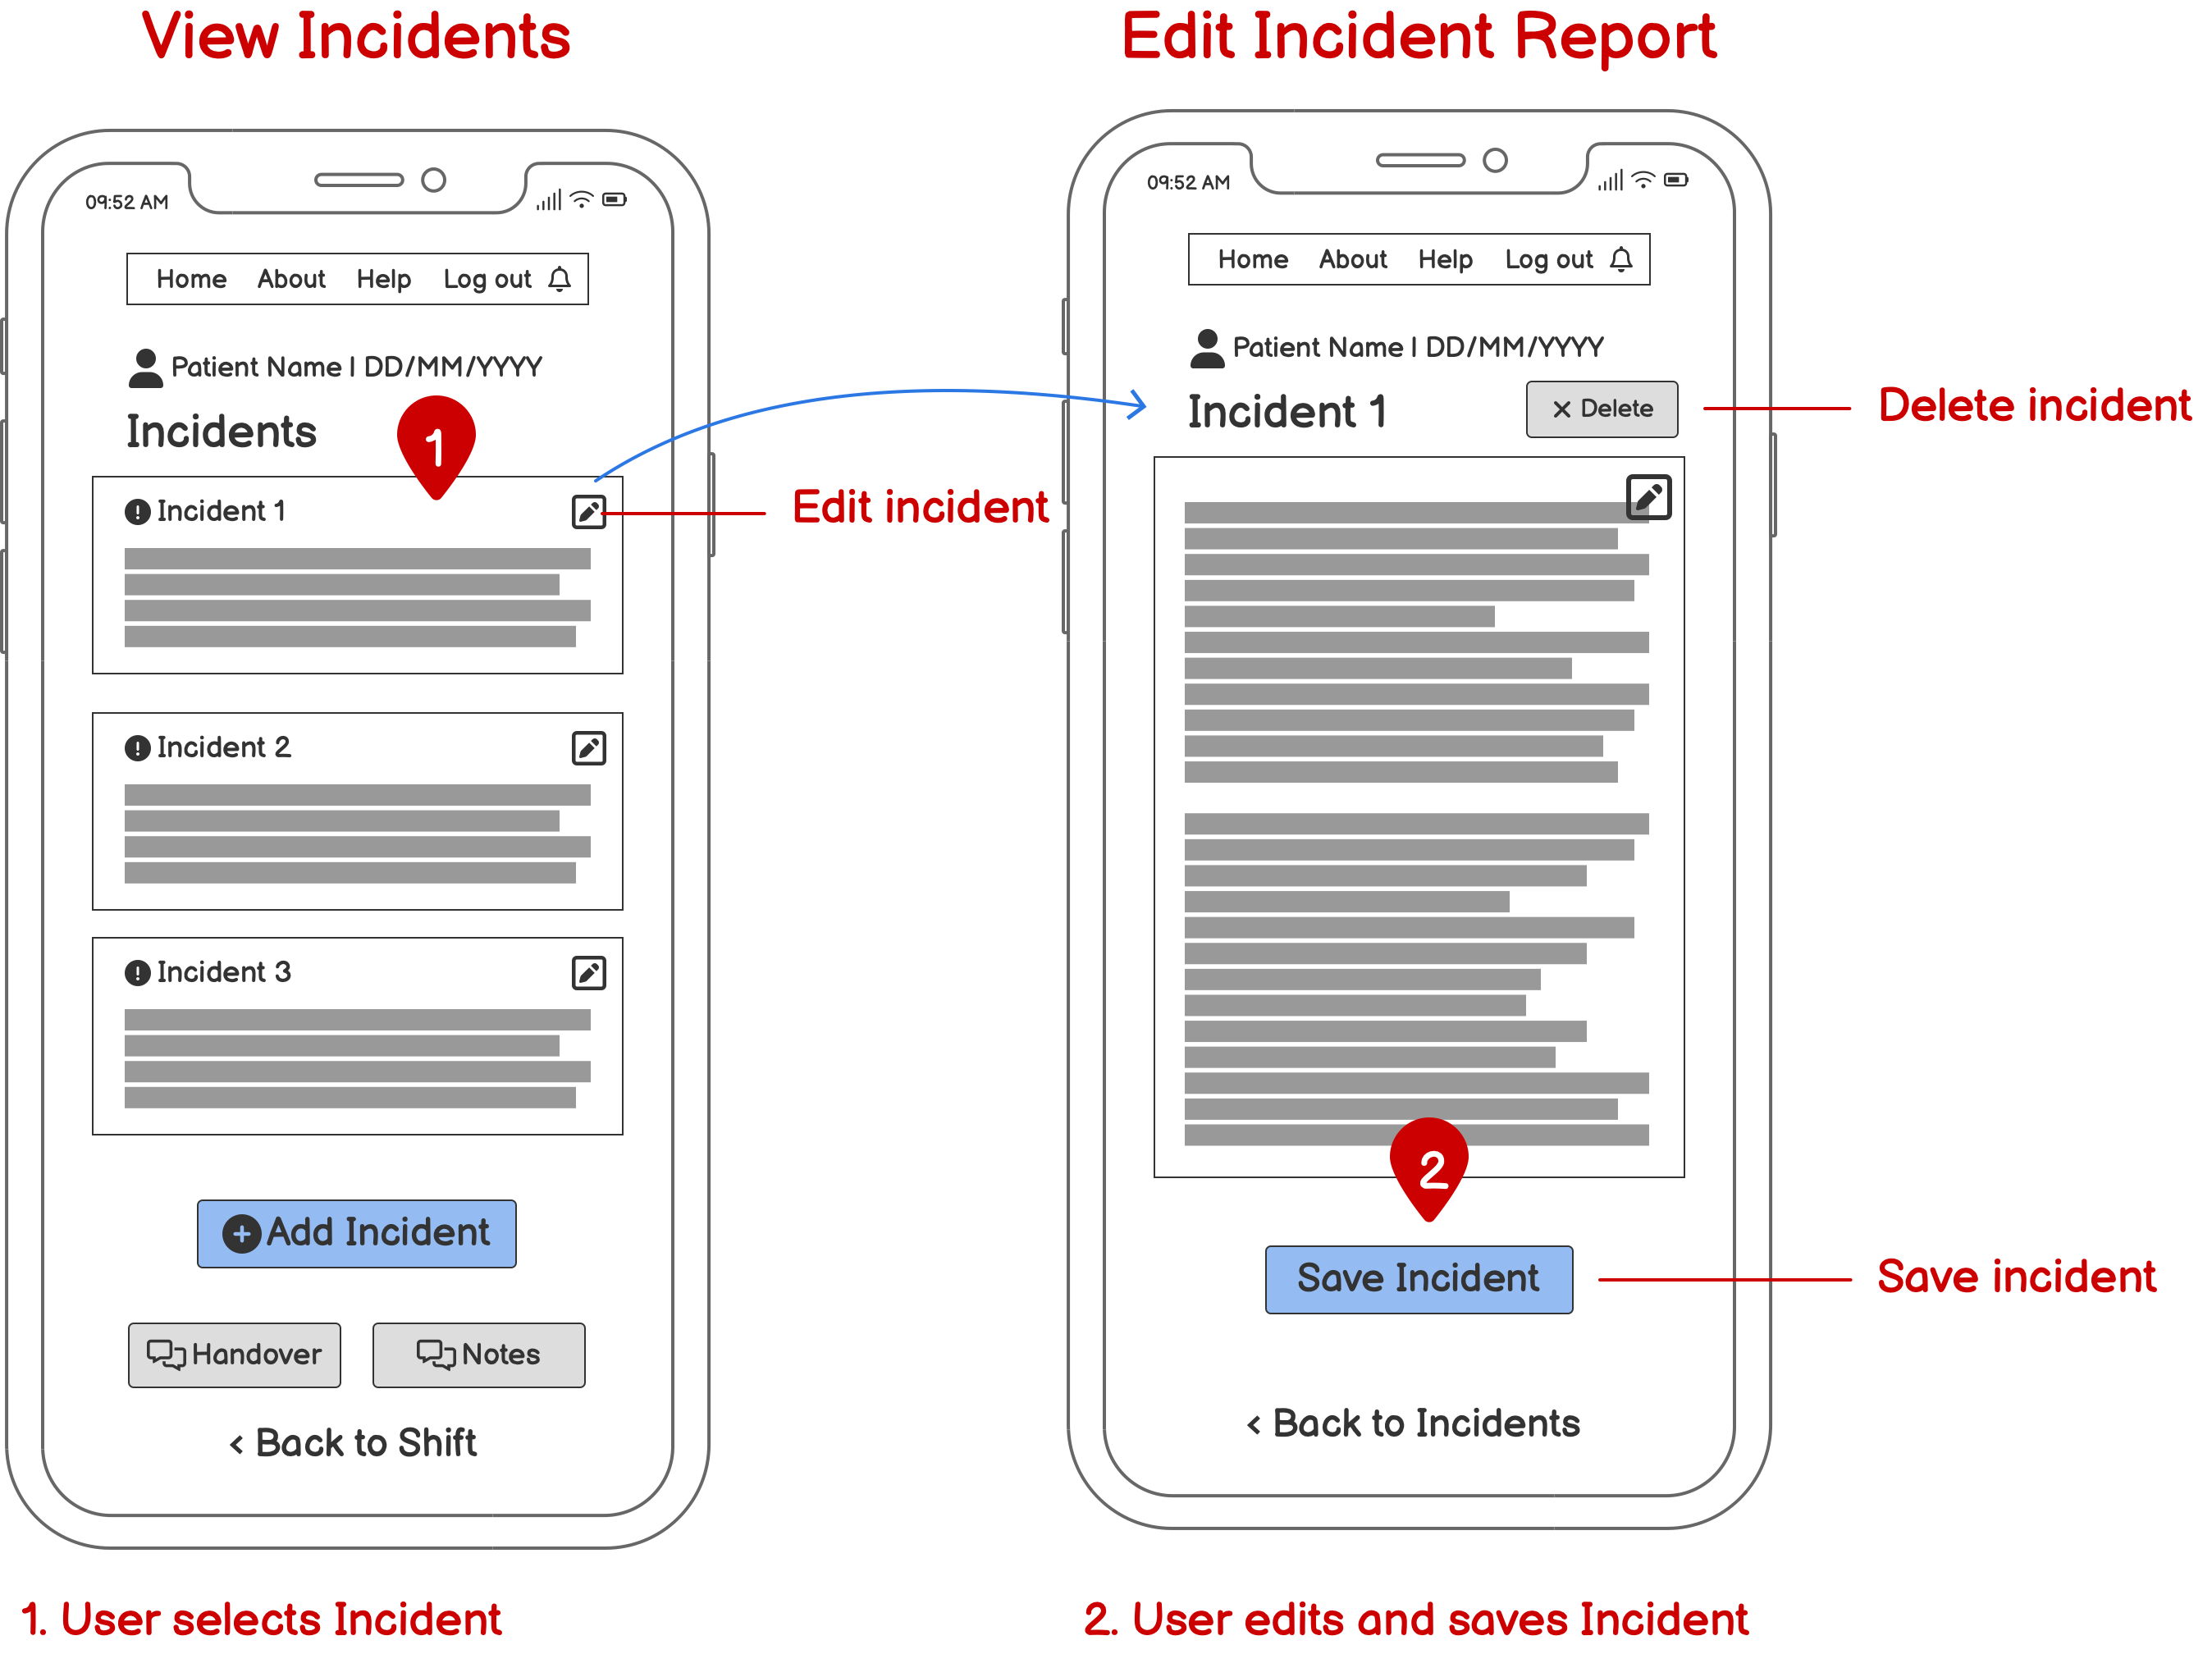 View Incidents
09:52 AM
Home About Help Log out
Patient Name | DD/MM/YYYY
Incidents
1
Incident 1
Edit incident
Incident 2
Incident 3
Add Incident
Handover Notes
< Back to Shift
1. User selects Incident
Edit Incident Report
09:52 AM
Home About Help Log out
Patient Name | DD/MM/YYYY
Incident 1
Delete
Delete incident
2
Save Incident
Save incident
< Back to Incidents
2. User edits and saves Incident